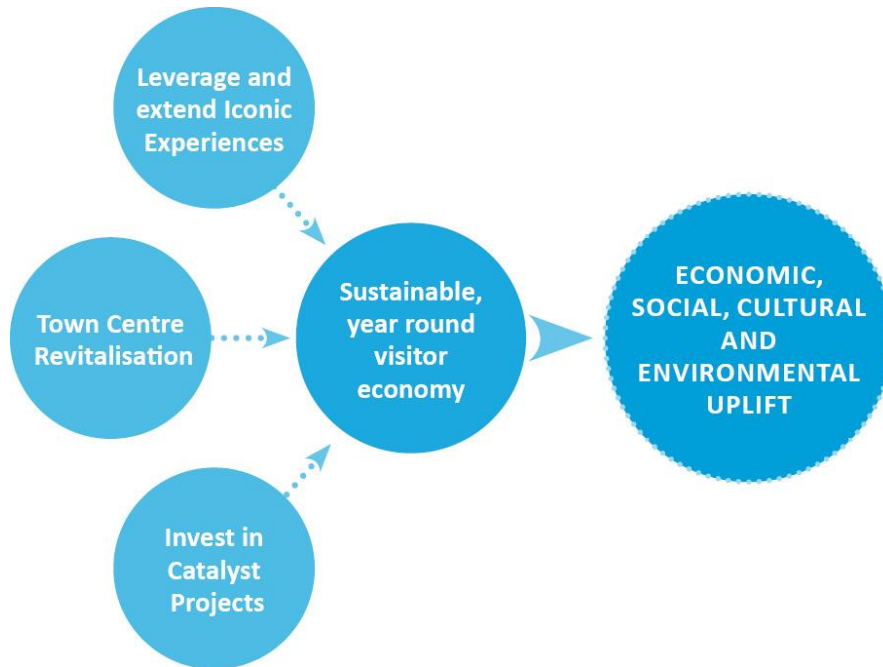 Leverage and
extend Iconic
Experiences
Town Centre
Revitalisation
Invest in
Catalyst
Projects
Sustainable,
year round
visitor
economy
ECONOMIC,
SOCIAL, CULTURAL
AND
ENVIRONMENTAL
UPLIFT